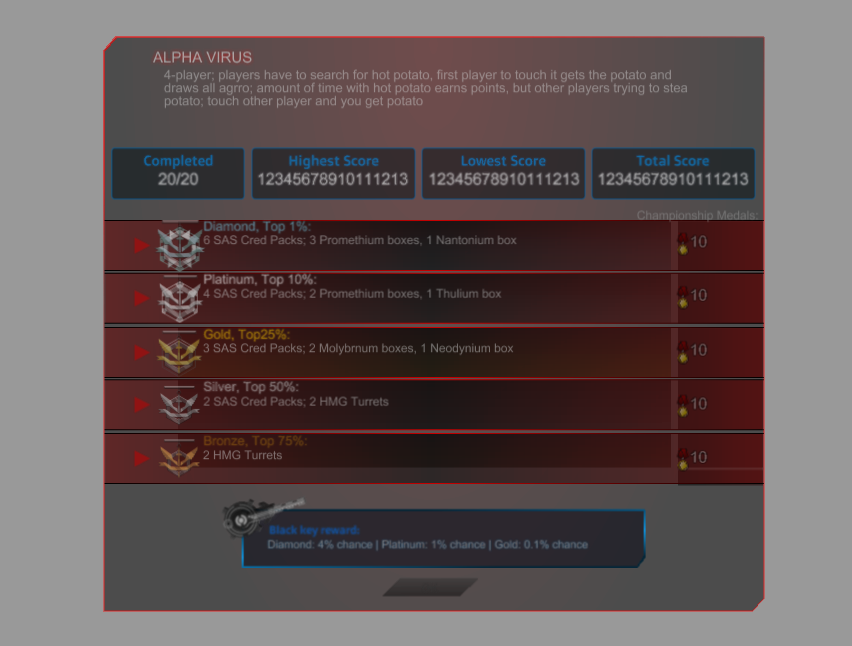 ALPHA VIRUS
4-player; players have to search for hot potato, first player to touch it gets the potato and
draws all agrro; amount of time with hot potato earns points, but other players trying to stea
potato; touch other player and you get potato
Completed Highest Score Lowest Score Total Score
20/20 12345678910111213 12345678910111213 12345678910111213
Championship Medals:
Diamond, Top 1%:
6 SAS Cred Packs; 3 Promethium boxes, 1 Nantonium box 10
Platinum, Top 10%:
4 SAS Cred Packs; 2 Promethium boxes, 1 Thulium box 10
Gold, Top25%:
3 SAS Cred Packs; 2 Molybrnum boxes, 1 Neodynium box 10
Silver, Top 50%:
2 SAS Cred Packs; 2 HMG Turrets 10
Bronze, Top 75%:
2 HMG Turrets 10
Black key reward:
Diamond: 4% chance | Platinum: 1% chance | Gold: 0.1% chance